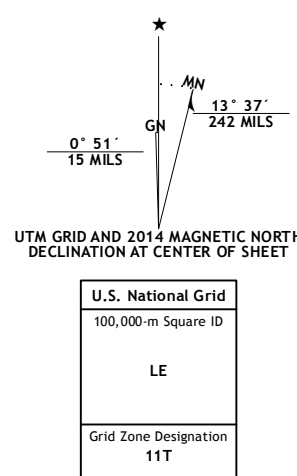 ★
MN
GN
13° 37´
242 MILS
0° 51´
15 MILS
UTM GRID AND 2014 MAGNETIC NORTH
DECLINATION AT CENTER OF SHEET
U.S. National Grid
100,000-m Square ID
LE
Grid Zone Designation
11T